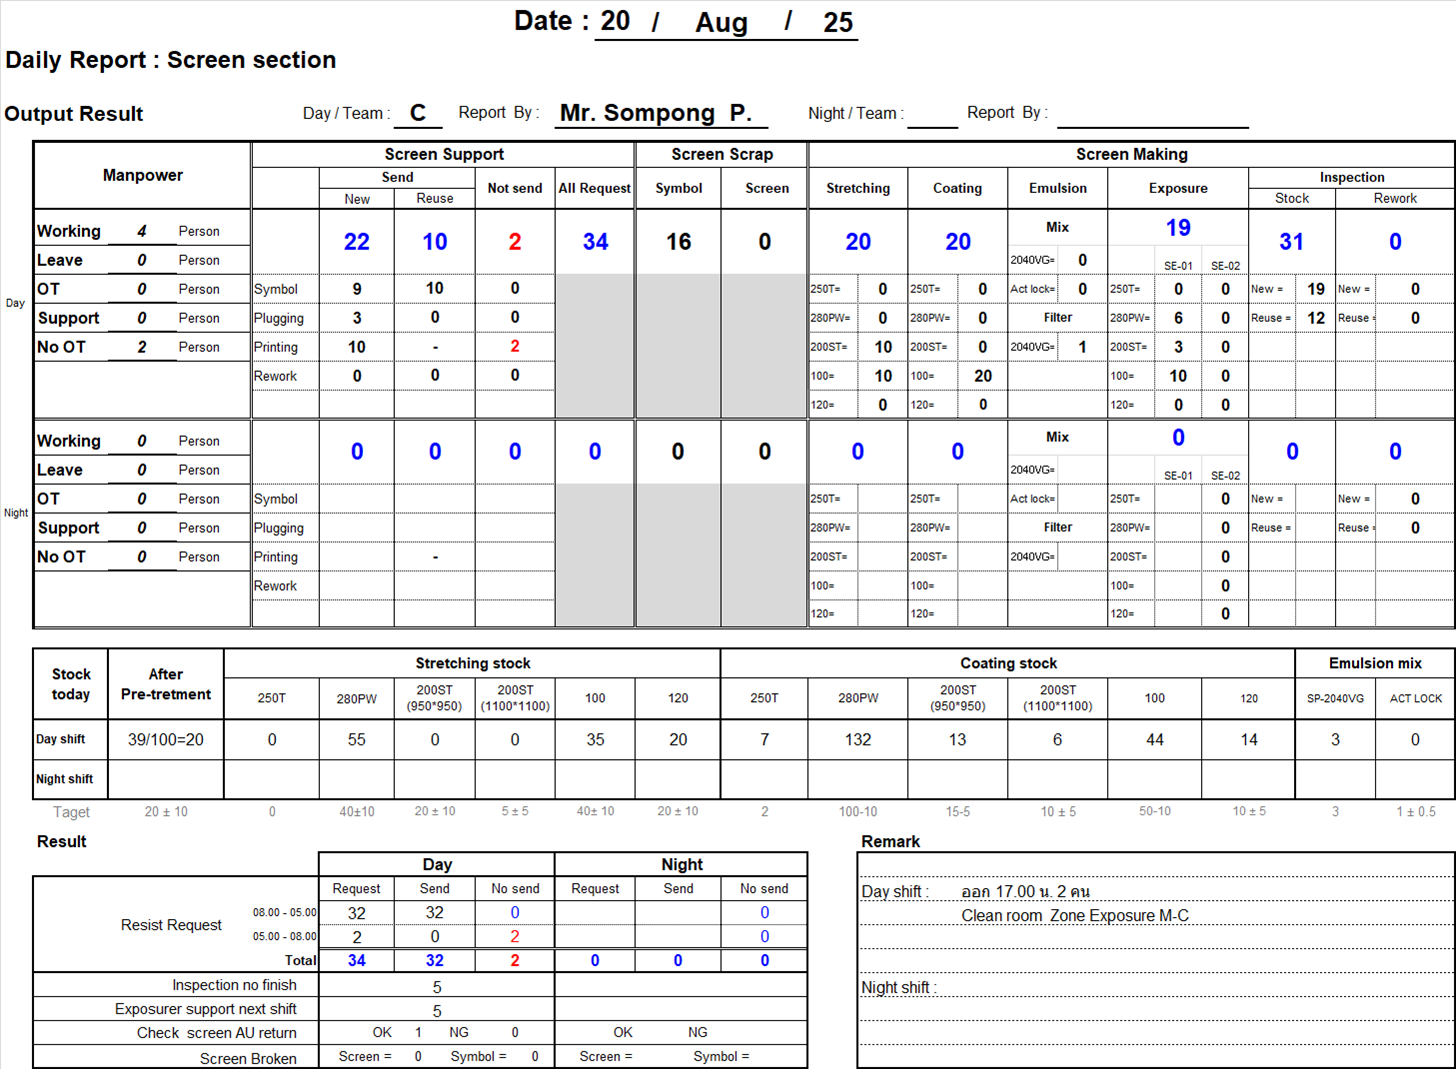 Date : 20 / Aug / 25
Daily Report : Screen section
Output Result Day / Team : C Report By : Mr. Sompong P. Night / Team : Report By :
Manpower Screen Support Screen Scrap Screen Making
Send Not send All Request Symbol Screen Stretching Coating Emulsion Exposure Inspection
New Reuse Stock Rework
Day
Working 4 Person 22 10 2 34 16 0 20 20 Mix 19 31 0
Leave 0 Person 2040VG= 0 SE-01 SE-02
OT 0 Person Symbol 9 10 0 250T= 0 250T= 0 Act lock= 0 250T= 0 0 New = 19 New = 0
Support 0 Person Plugging 3 0 0 280PW= 0 280PW= 0 Filter 280PW= 6 0 Reuse = 12 Reuse = 0
No OT 2 Person Printing 10 - 2 200ST= 10 200ST= 0 2040VG= 1 200ST= 3 0
Rework 0 0 0 100= 10 100= 20 100= 10 0
120= 0 120= 0 120= 0 0
Night
Working 0 Person 0 0 0 0 0 0 0 0 Mix 0 0 0
Leave 0 Person 2040VG= SE-01 SE-02
OT 0 Person Symbol 250T= 250T= Act lock= 250T= 0 New = New = 0
Support 0 Person Plugging 280PW= 280PW= Filter 280PW= 0 Reuse = Reuse = 0
No OT 0 Person Printing - 200ST= 200ST= 2040VG= 200ST= 0
Rework 100= 100= 100= 0
120= 120= 120= 0
Stock today After Pre-tretment Stretching stock Coating stock Emulsion mix
250T 280PW 200ST (950*950) 200ST (1100*1100) 100 120 250T 280PW 200ST (950*950) 200ST (1100*1100) 100 120 SP-2040VG ACT LOCK
Day shift 39/100=20 0 55 0 0 35 20 7 132 13 6 44 14 3 0
Night shift
Taget 20 ± 10 0 40±10 20 ± 10 5 ± 5 40± 10 20 ± 10 2 100-10 15-5 10 ± 5 50-10 10 ± 5 3 1 ± 0.5
Result Remark
Day Night
Request Send No send Request Send No send
Resist Request 08.00 - 05.00 32 32 0 0
05.00 - 08.00 2 0 2 0
Total 34 32 2 0 0 0
Inspection no finish 5
Exposurer support next shift 5
Check screen AU return OK 1 NG 0 OK NG
Screen Broken Screen = 0 Symbol = 0 Screen = Symbol =
Day shift : ออก 17.00 น. 2 คน
Clean room Zone Exposure M-C
Night shift :